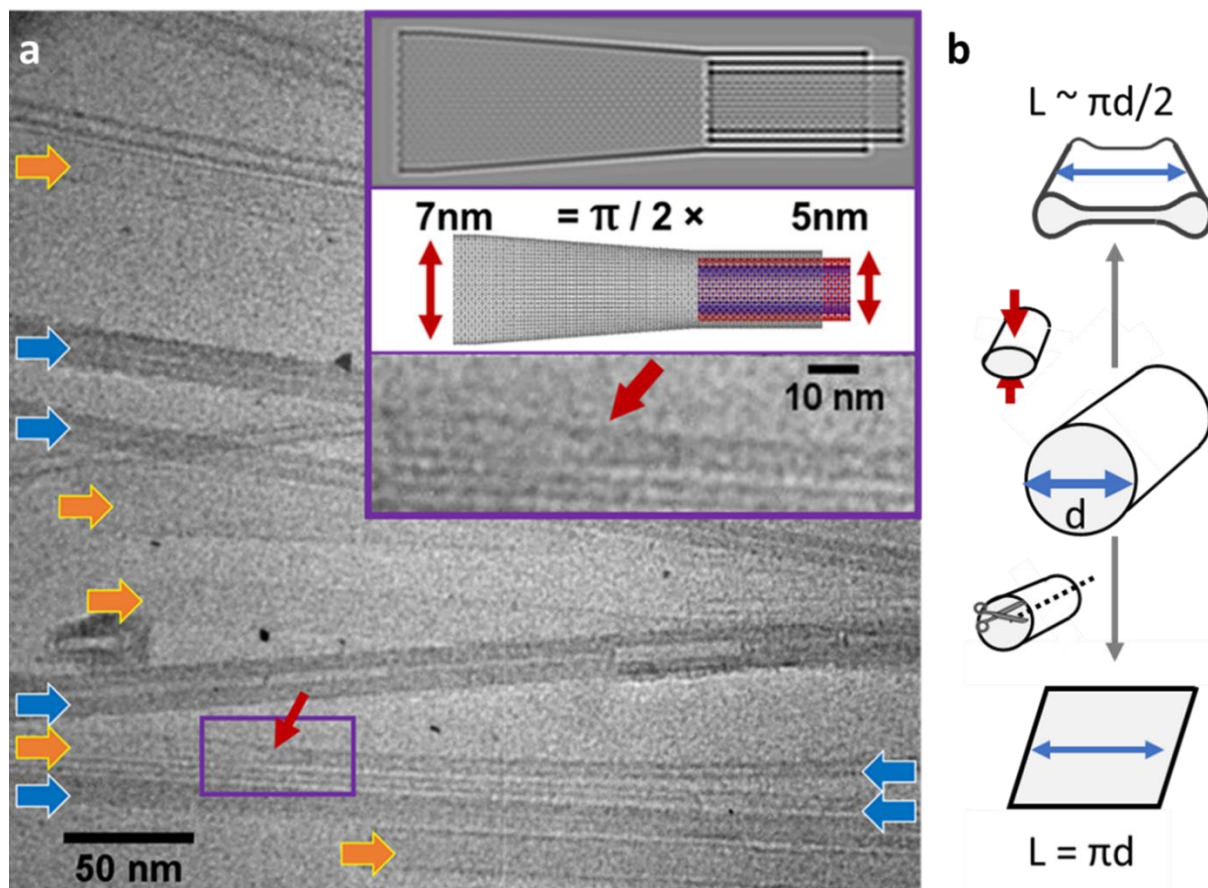 a
7nm = π / 2 × 5nm
10 nm
50 nm
b
L ~ πd/2
d
L = πd